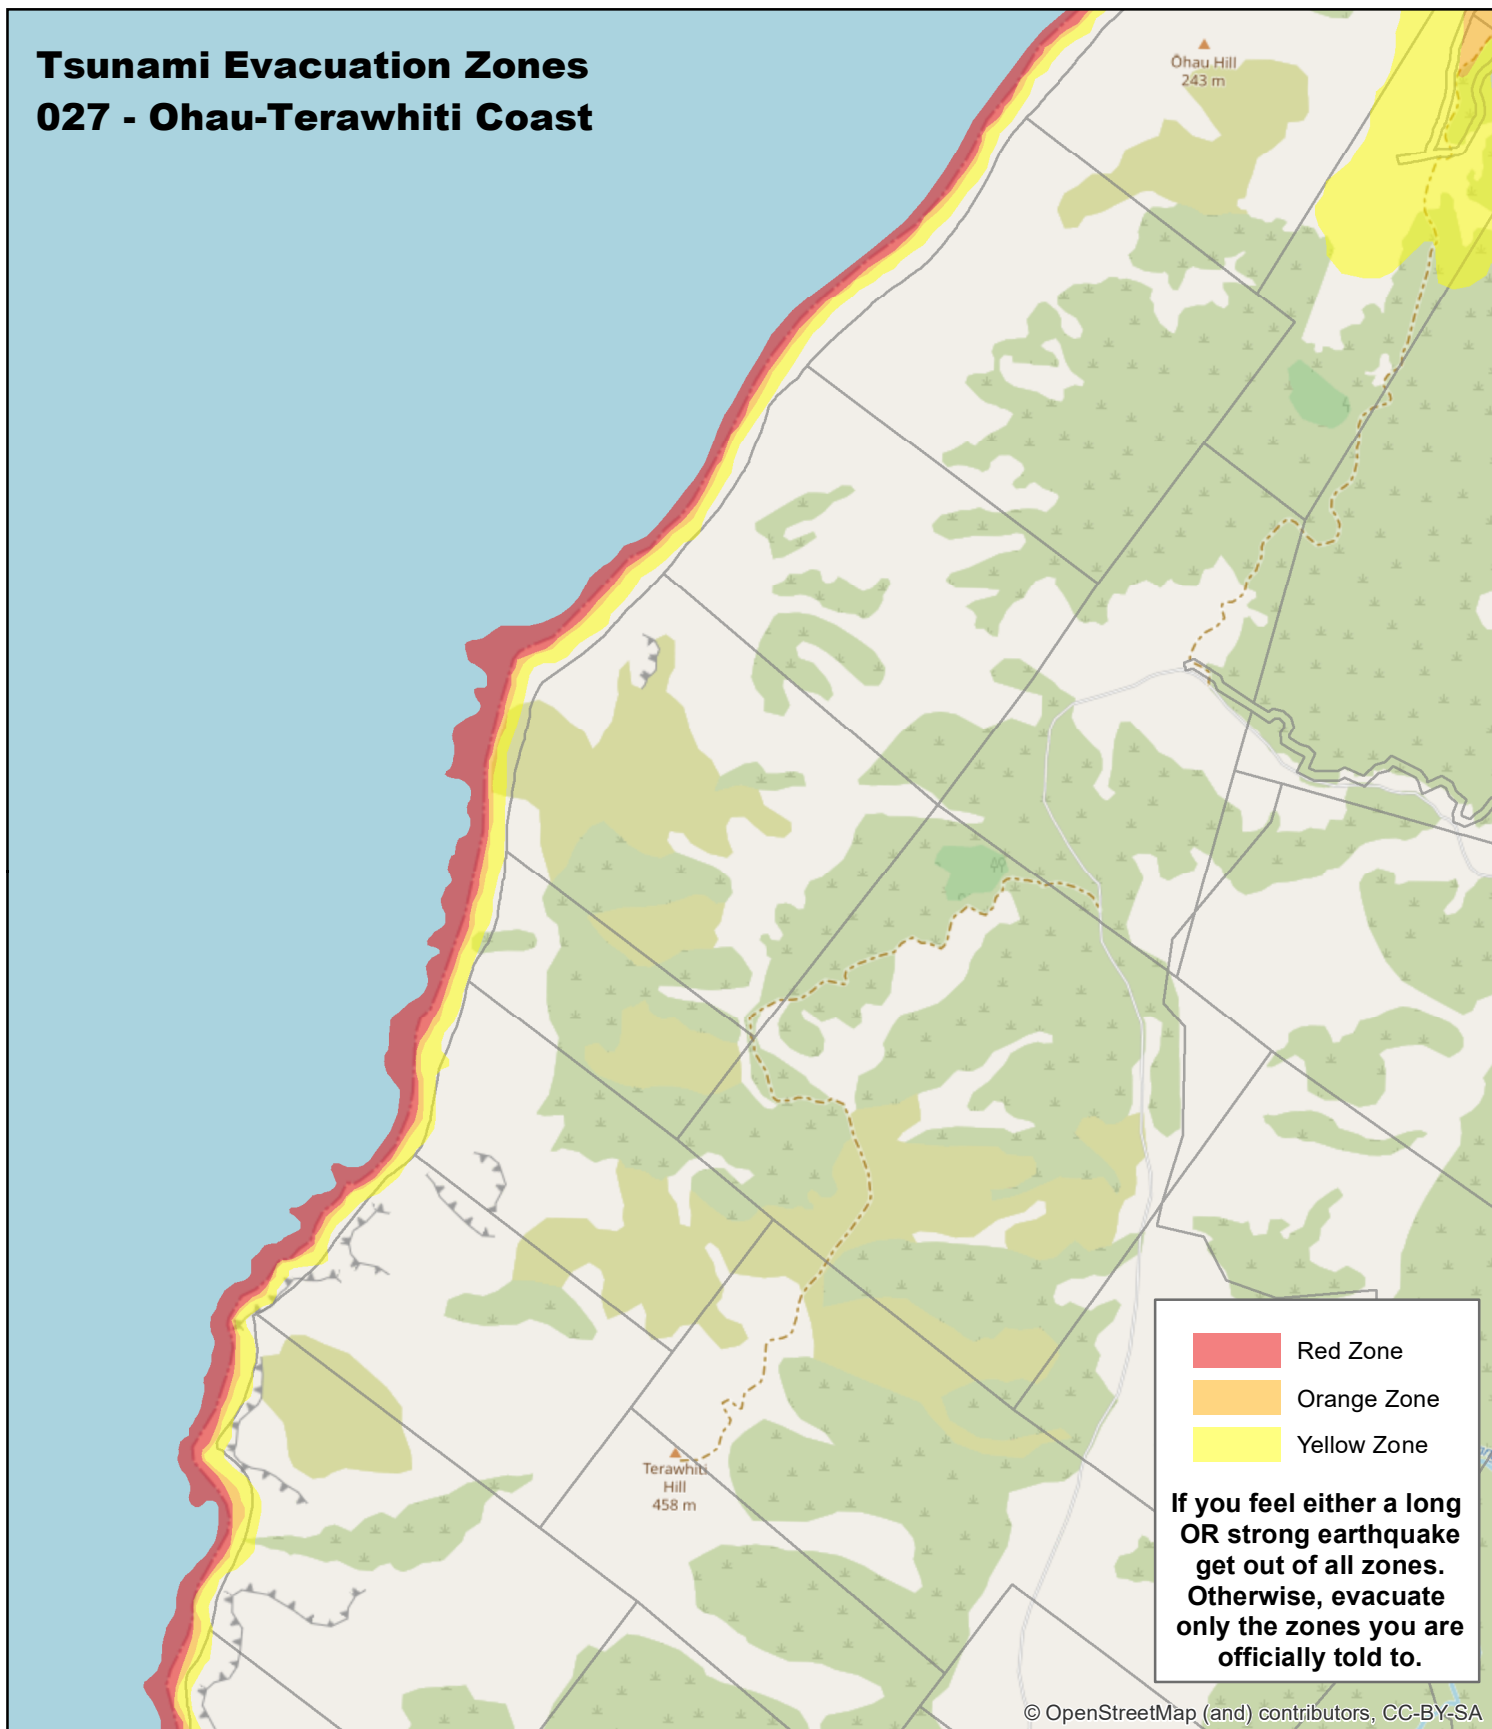 Tsunami Evacuation Zones
027 - Ohau-Terawhiti Coast
Ōhau Hill
243 m
Terawhiti
Hill
458 m
Red Zone
Orange Zone
Yellow Zone
If you feel either a long
OR strong earthquake
get out of all zones.
Otherwise, evacuate
only the zones you are
officially told to.
© OpenStreetMap (and) contributors, CC-BY-SA